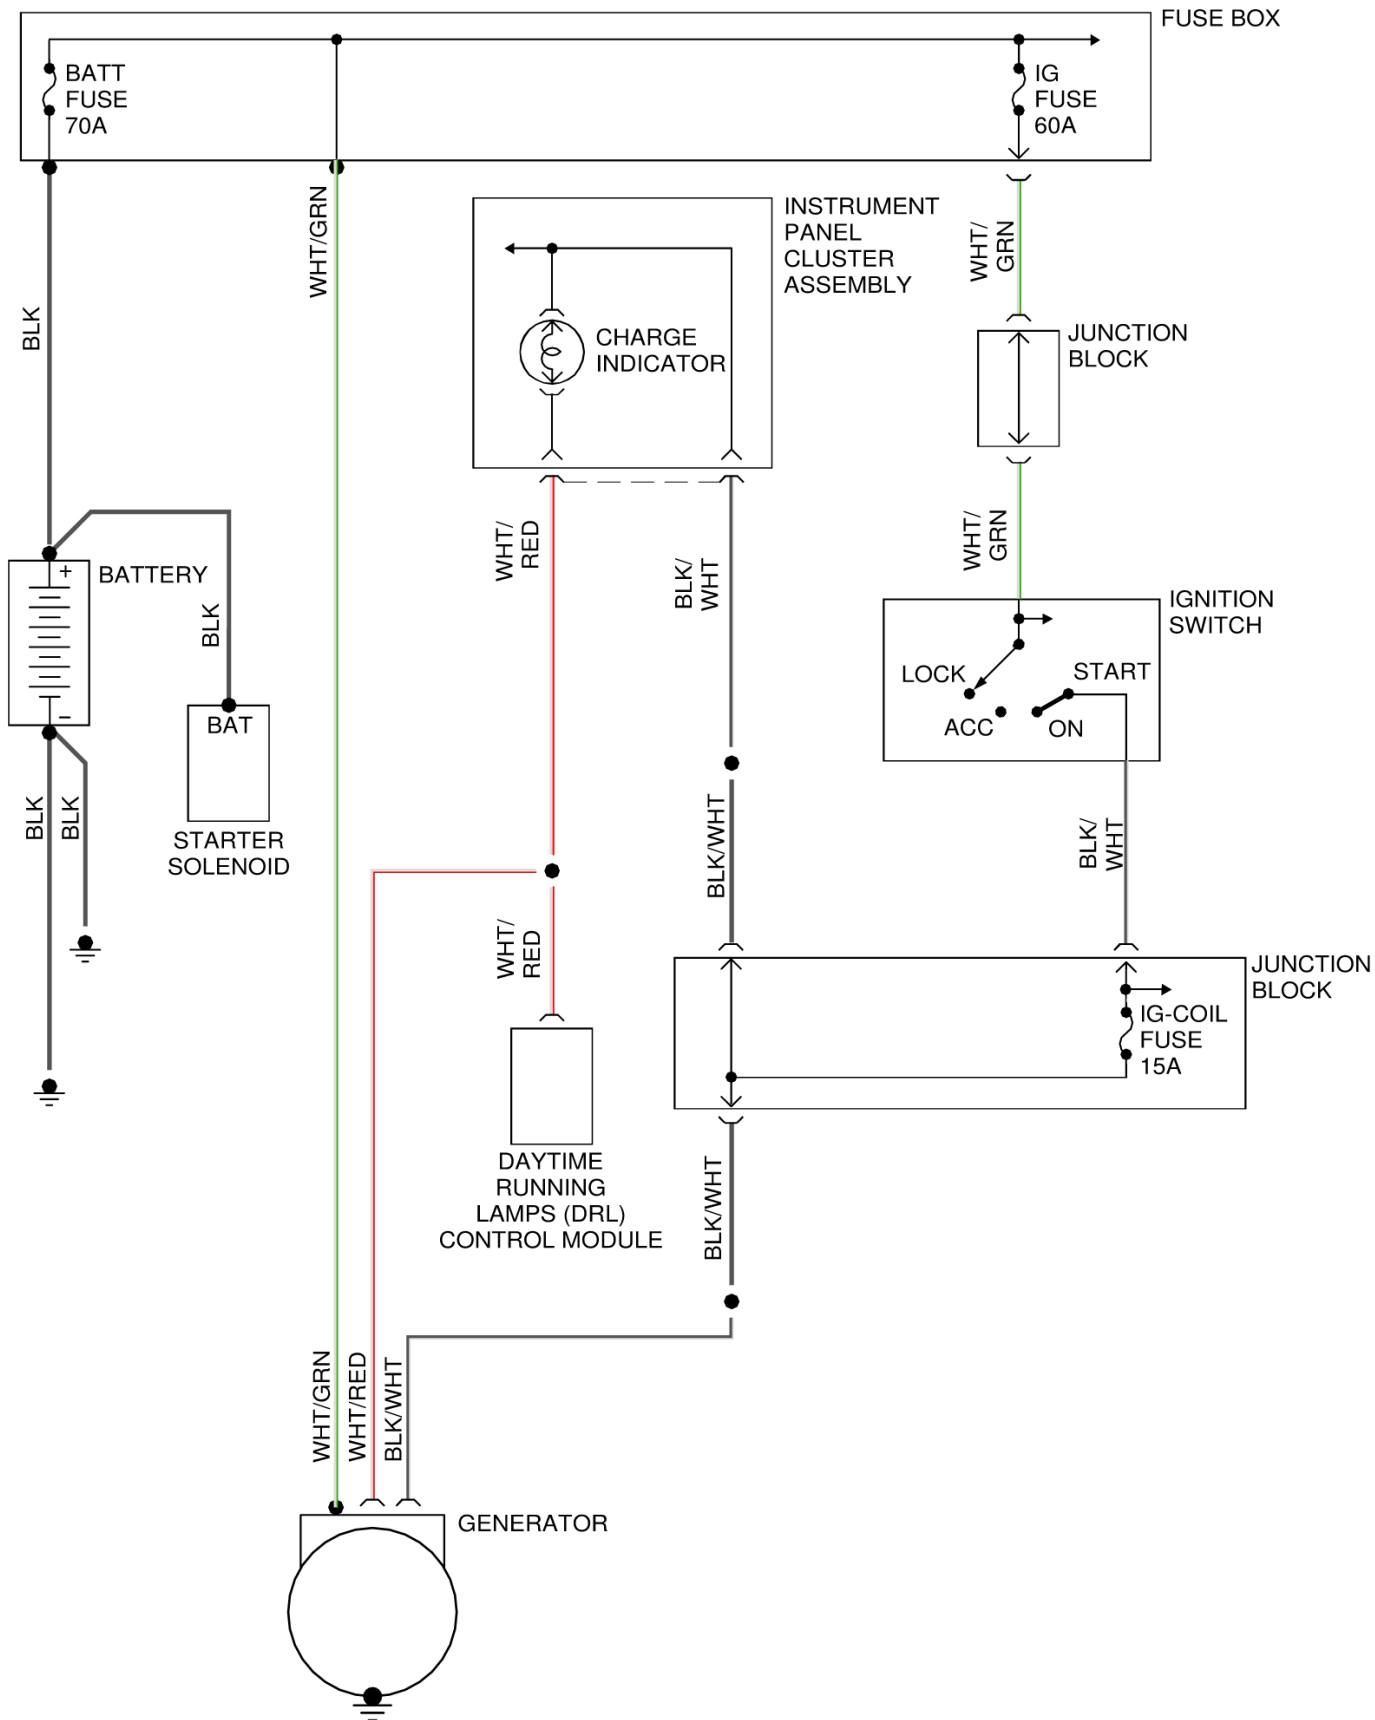 FUSE BOX
BATT
FUSE
70A
IG
FUSE
60A
WHT/GRN
INSTRUMENT
PANEL
CLUSTER
ASSEMBLY
WHT/
GRN
BLK
CHARGE
INDICATOR
JUNCTION
BLOCK
WHT/
RED
WHT/
GRN
BLK/
WHT
+
BATTERY
BLK
IGNITION
SWITCH
LOCK
START
ACC
ON
–
BAT
BLK
BLK
STARTER
SOLENOID
BLK/WHT
BLK/
WHT
WHT/
RED
JUNCTION
BLOCK
IG-COIL
FUSE
15A
DAYTIME
RUNNING
LAMPS (DRL)
CONTROL MODULE
BLK/WHT
WHT/GRN
WHT/RED
BLK/WHT
GENERATOR